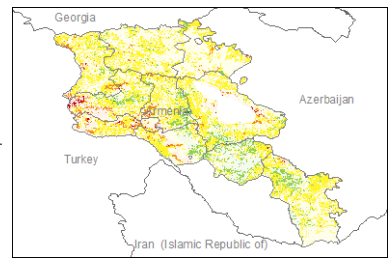 Georgia
Armenia
Azerbaijan
Turkey
Iran (Islamic Republic of)